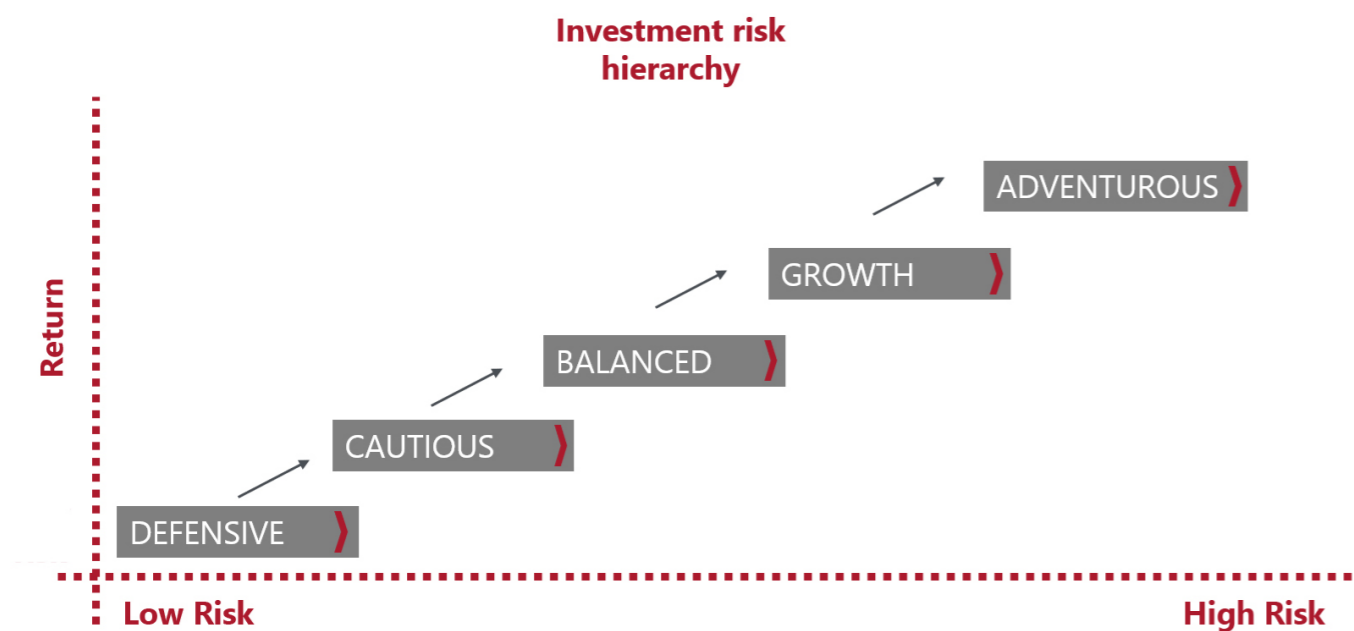 Investment risk
hierarchy
Return
ADVENTUROUS
GROWTH
BALANCED
CAUTIOUS
DEFENSIVE
Low Risk
High Risk